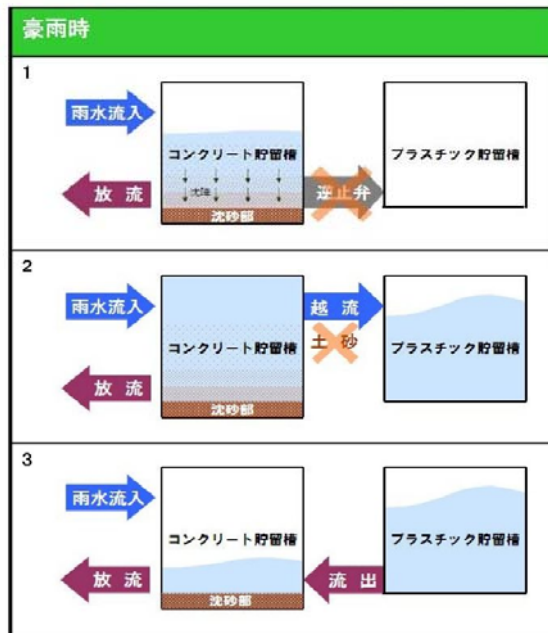 豪雨時
1
雨水流入
コンクリート貯留槽
プラスチック貯留槽
沈降
放流
逆止弁
沈砂部
2
雨水流入
越流
土砂
コンクリート貯留槽
プラスチック貯留槽
放流
沈砂部
3
雨水流入
コンクリート貯留槽
プラスチック貯留槽
放流
流出
沈砂部